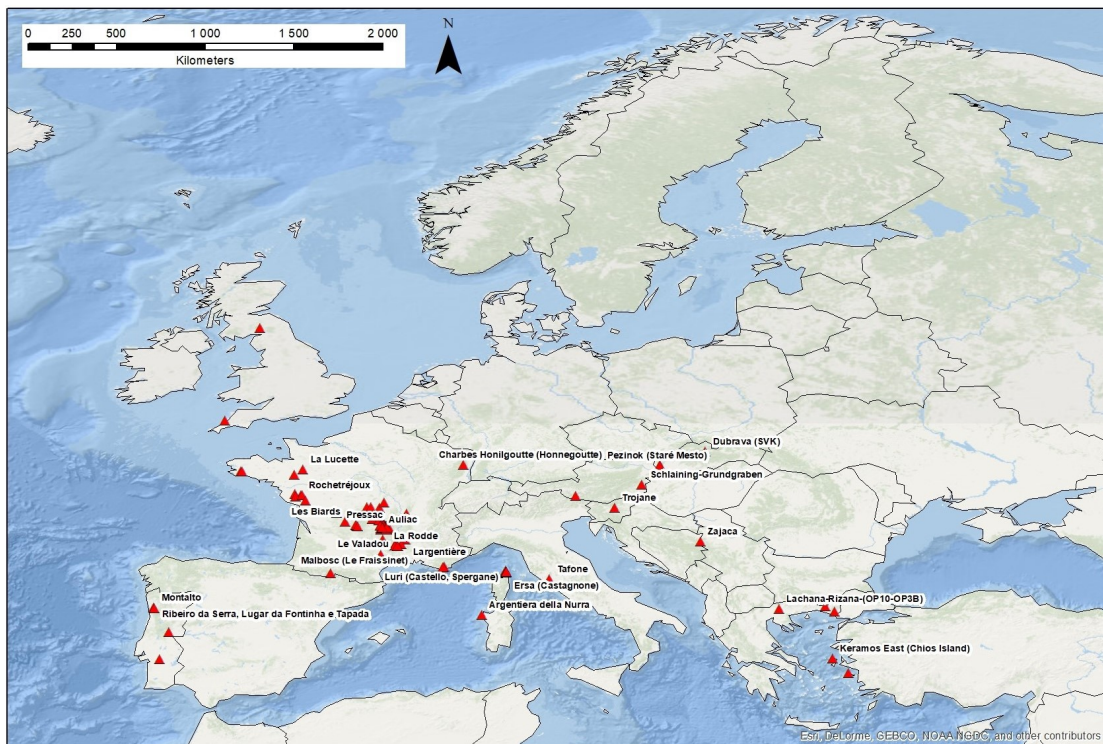 N
0 250 500 1 000 1 500 2 000
Kilometers
Dubrava (SVK)
Charbes Honilgoutte (Honnegoutte)
Pezinok (Staré Mesto)
La Lucette
Schlaining-Grundgraben
Rochetréjoux
Trojane
Les Biards
Pressac
Auliac
La Rodde
Zajaca
Le Valadou
Largentière
Malbosc (Le Fraissinet)
Tafone
Luri (Castello, Spergane)
Ersa (Castagnone)
Montalto
Lachana-Rizana-(OP10-OP3B)
Argentiera della Nurra
Ribeiro da Serra, Lugar da Fontinha e Tapada
Keramos East (Chios Island)
Esri, DeLorme, GEBCO, NOAA NGDC, and other contributors